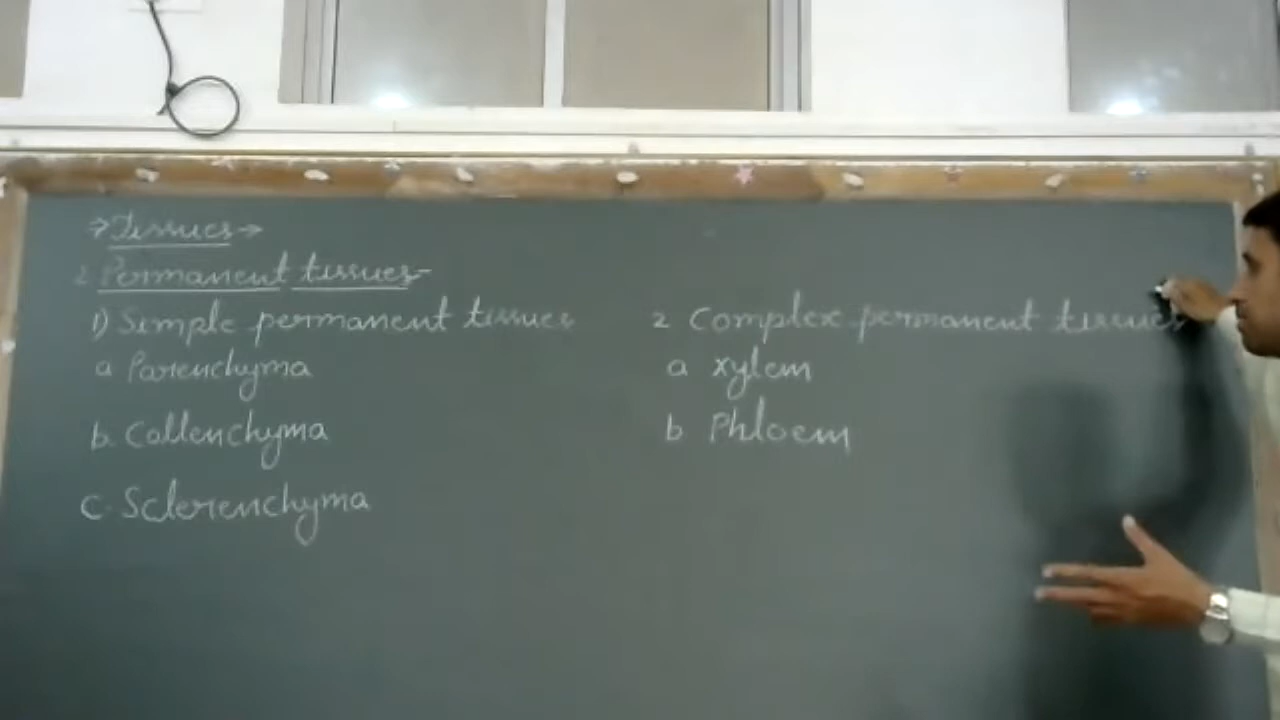 →Tissues→
2 Permanent tissues-
1) Simple permanent tissues
a Parenchyma
b. Collenchyma
c. Sclerenchyma
2 Complex permanent tissues
a xylem
b Phloem